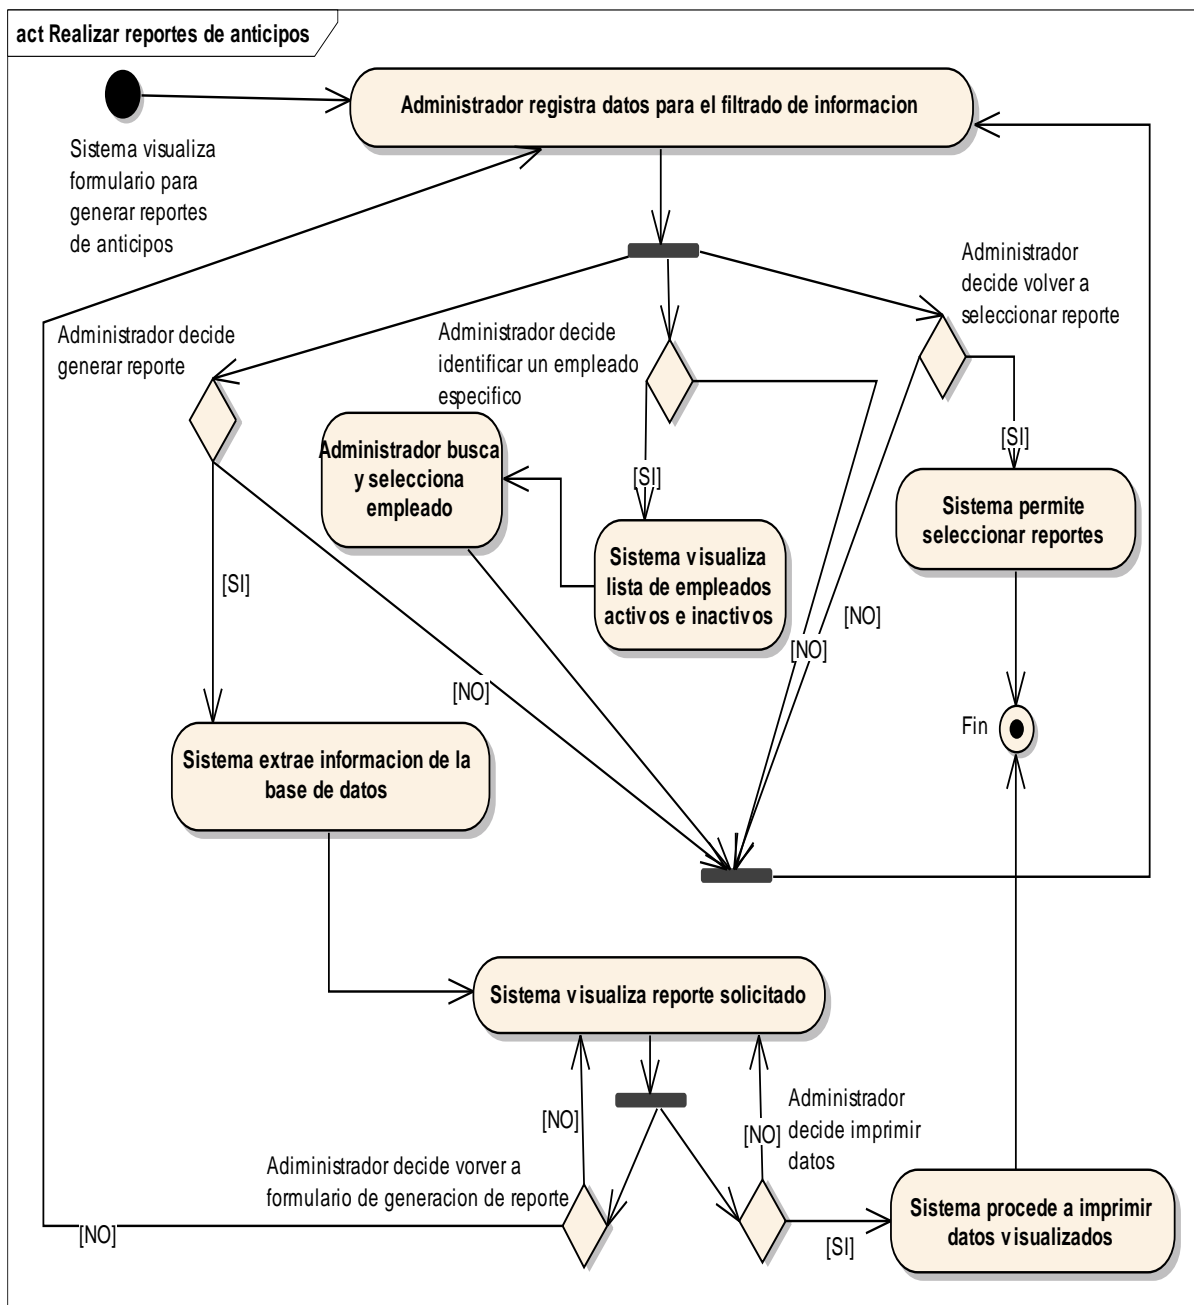 act Realizar reportes de anticipos
Administrador registra datos para el filtrado de informacion
Sistema visualiza
formulario para
generar reportes
de anticipos
Administrador
decide volver a
seleccionar reporte
Administrador decide
generar reporte
Administrador decide
identificar un empleado
especifico
Administrador busca
y selecciona
empleado
[SI]
[SI]
Sistema permite
seleccionar reportes
Sistema visualiza
lista de empleados
activos e inactivos
[SI]
[NO]
[NO]
[NO]
Fin
Sistema extrae informacion de la
base de datos
Sistema visualiza reporte solicitado
[NO]
[NO]
Administrador
decide imprimir
datos
Adiministrador decide vorver a
formulario de generacion de reporte
[NO]
[SI]
Sistema procede a imprimir
datos visualizados